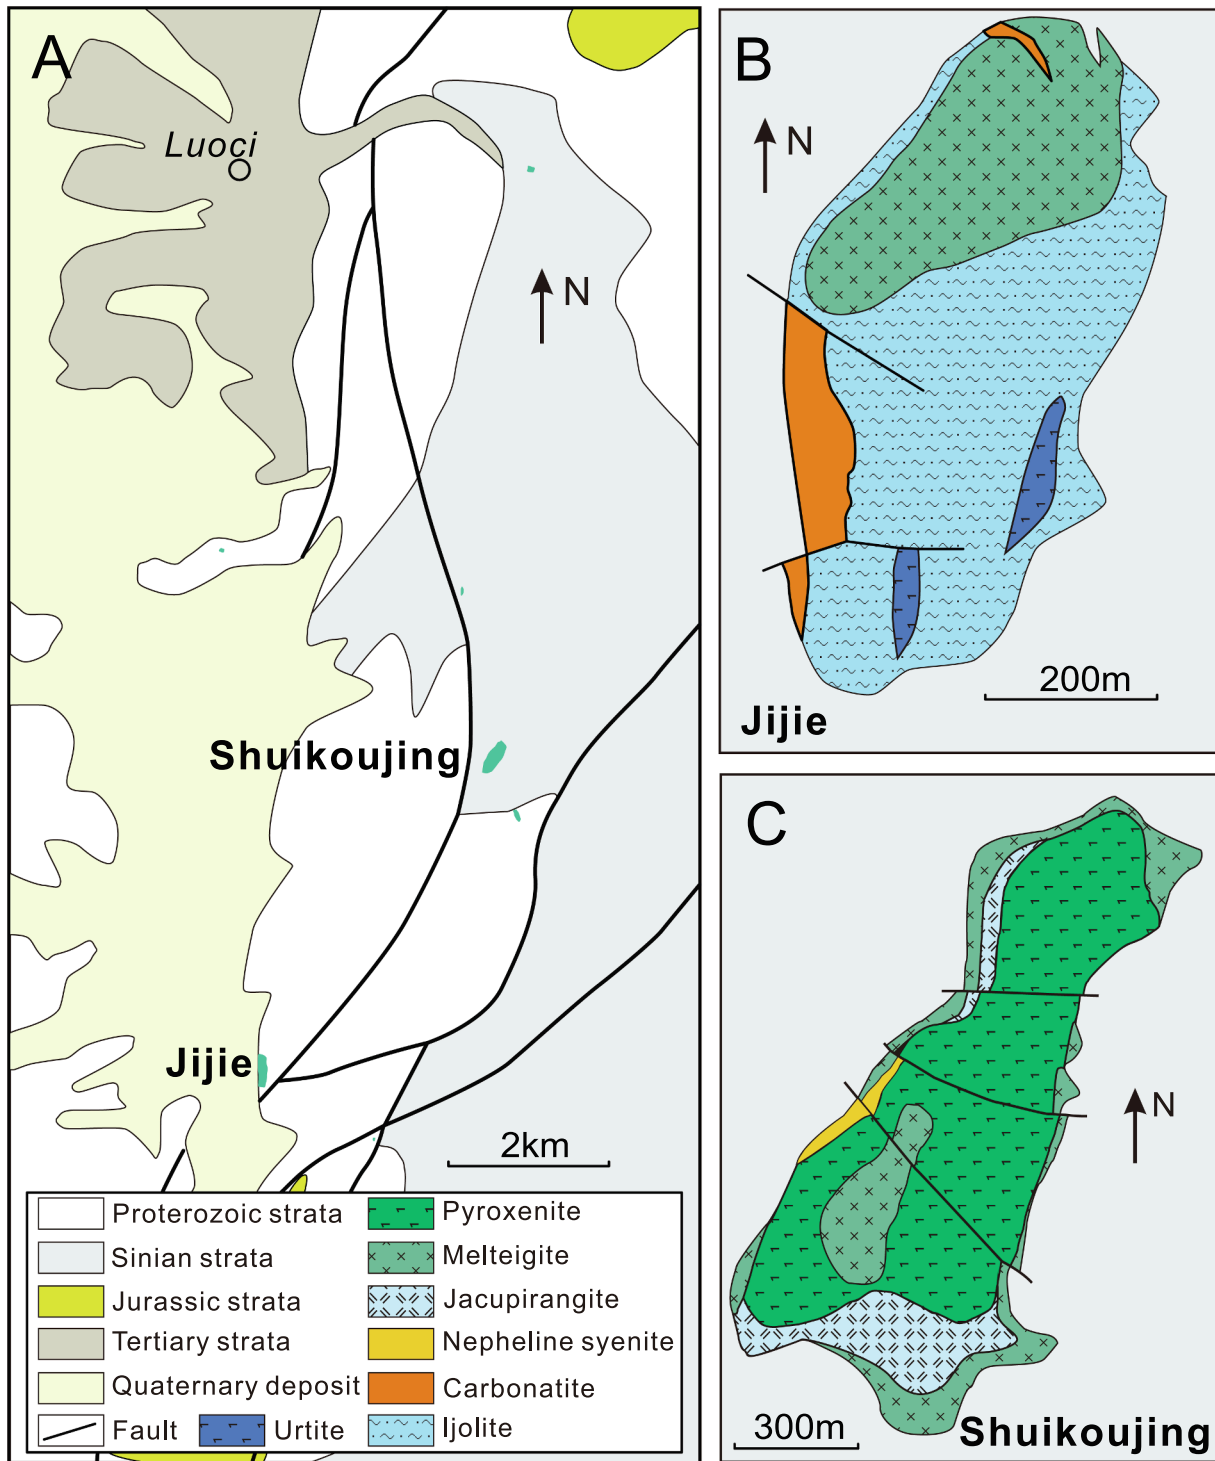 A
Luoci
N
Shuikoujing
Jijie
2km
Proterozoic strata
Sinian strata
Jurassic strata
Tertiary strata
Quaternary deposit
Fault
Urtite
Pyroxenite
Melteigite
Jacupirangite
Nepheline syenite
Carbonatite
Ijolite
B
N
200m
Jijie
C
N
300m
Shuikoujing